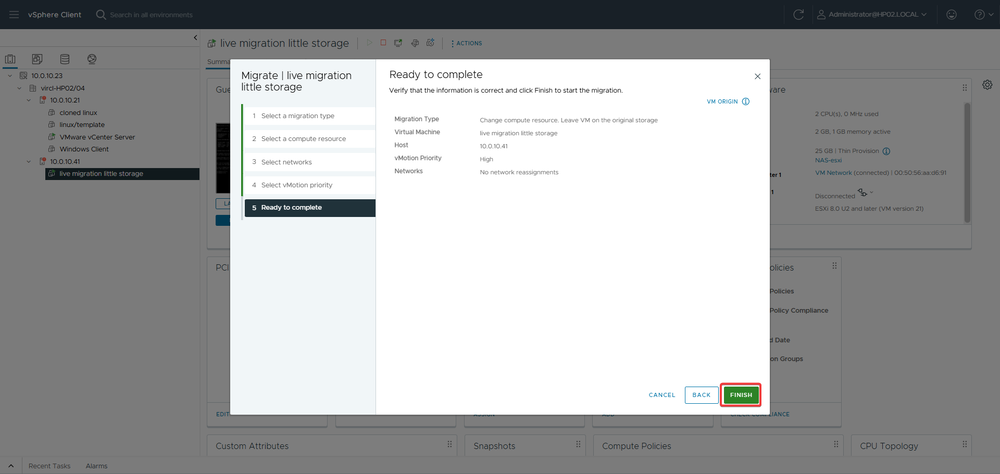 vSphere Client
Search in all environments
Administrator@HP02.LOCAL
live migration little storage
ACTIONS
Summa
10.0.10.23
vircl-HP02/04
10.0.10.21
cloned linux
linux/template
VMware vCenter Server
Windows Client
10.0.10.41
live migration little storage
Gue
LA
Migrate | live migration
little storage
1 Select a migration type
2 Select a compute resource
3 Select networks
4 Select vMotion priority
5 Ready to complete
Ready to complete
Verify that the information is correct and click Finish to start the migration.
VM ORIGIN
Migration Type Change compute resource. Leave VM on the original storage
Virtual Machine live migration little storage
Host 10.0.10.41
vMotion Priority High
Networks No network reassignments
CANCEL BACK FINISH
ware
2 CPU(s), 0 MHz used
2 GB, 1 GB memory active
25 GB | Thin Provision
NAS-esxi
ter 1 VM Network (connected) | 00:50:56:aa:d6:91
1 Disconnected
ESXi 8.0 U2 and later (VM version 21)
PCI
olicies
Policies
Policy Compliance
d Date
on Groups
EDIT
ASSIGN
ADD
CHECK COMPLIANCE
Custom Attributes
Snapshots
Compute Policies
CPU Topology
Recent Tasks Alarms